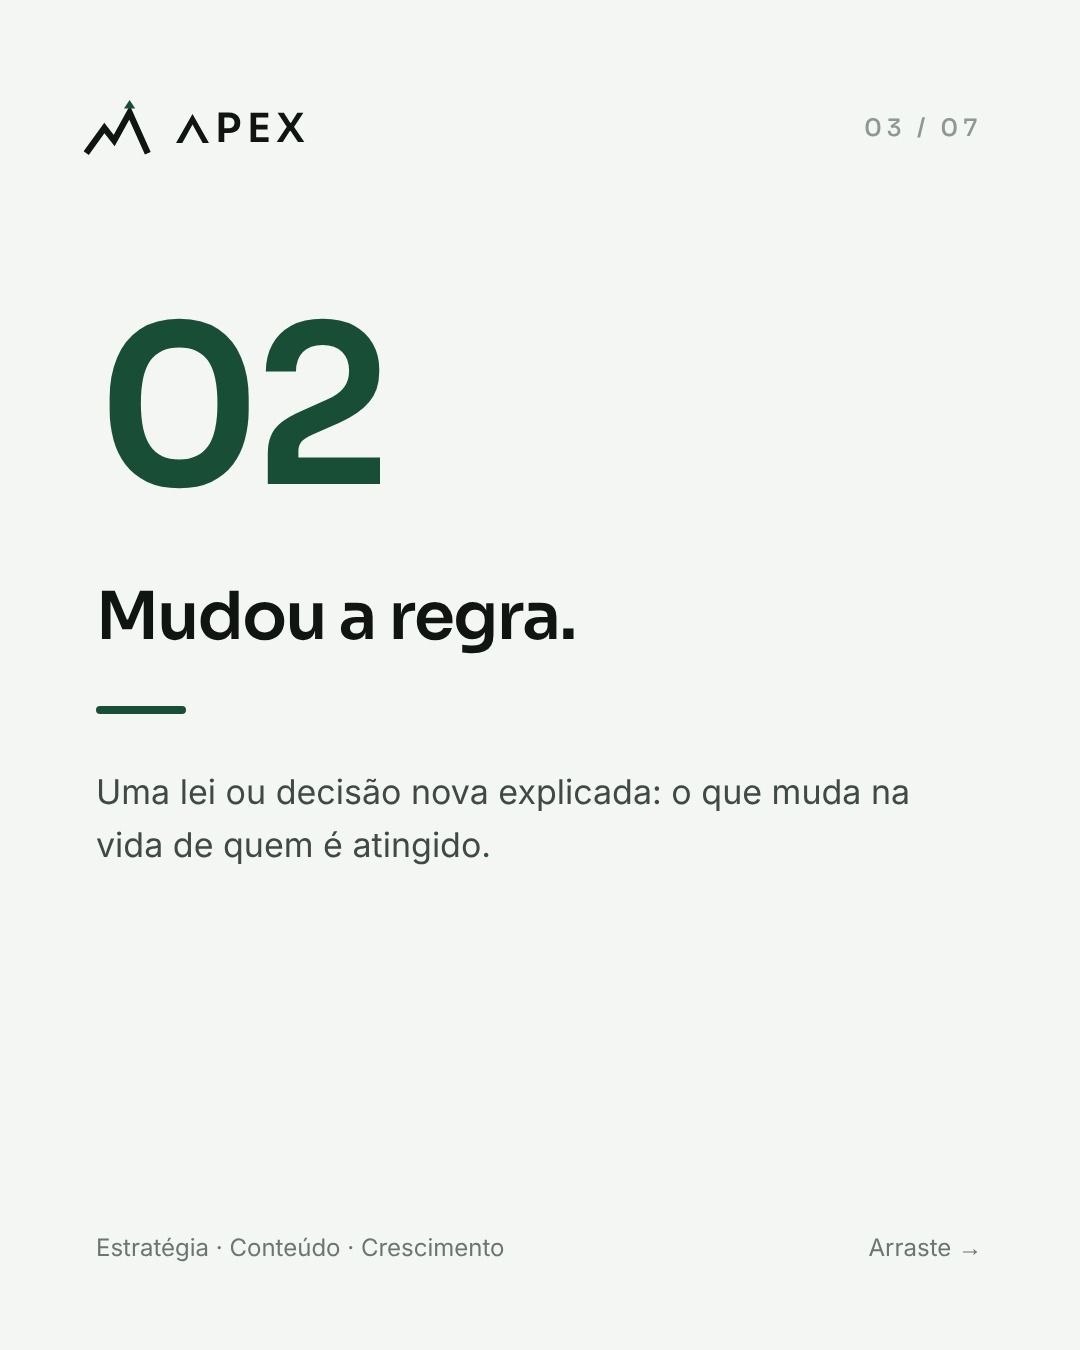 APEX
03 / 07
02
Mudou a regra.
Uma lei ou decisão nova explicada: o que muda na
vida de quem é atingido.
Estratégia · Conteúdo · Crescimento
Arraste →